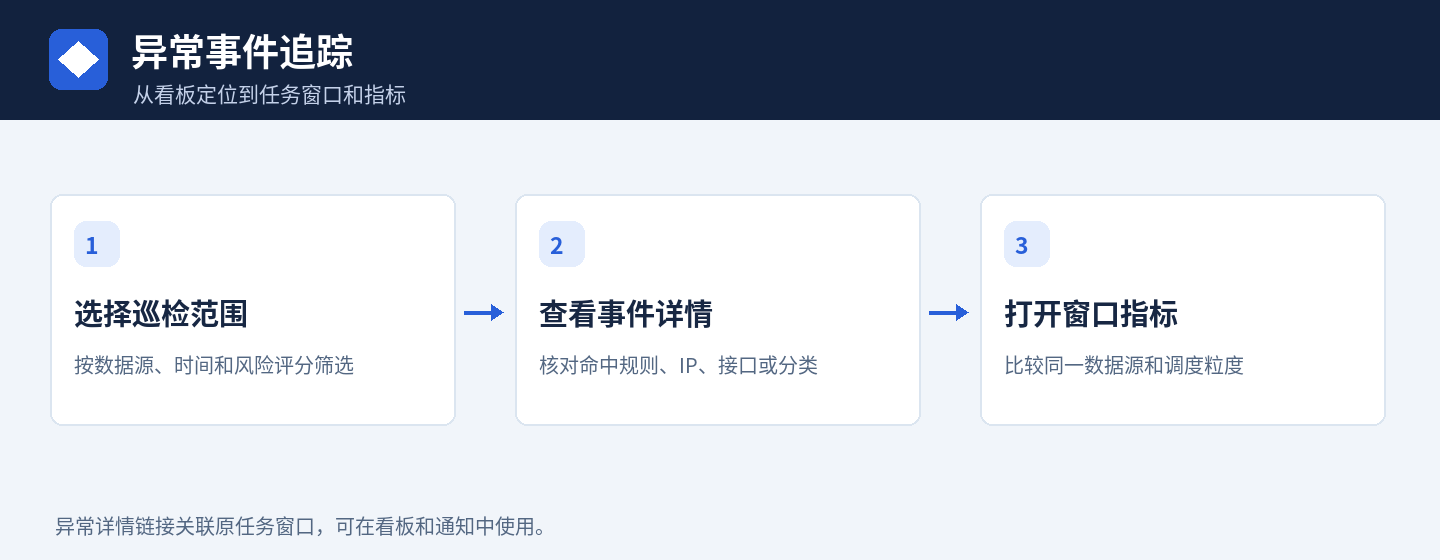 异常事件追踪
从看板定位到任务窗口和指标
1
选择巡检范围
按数据源、时间和风险评分筛选
2
查看事件详情
核对命中规则、IP、接口或分类
3
打开窗口指标
比较同一数据源和调度粒度
异常详情链接关联原任务窗口，可在看板和通知中使用。